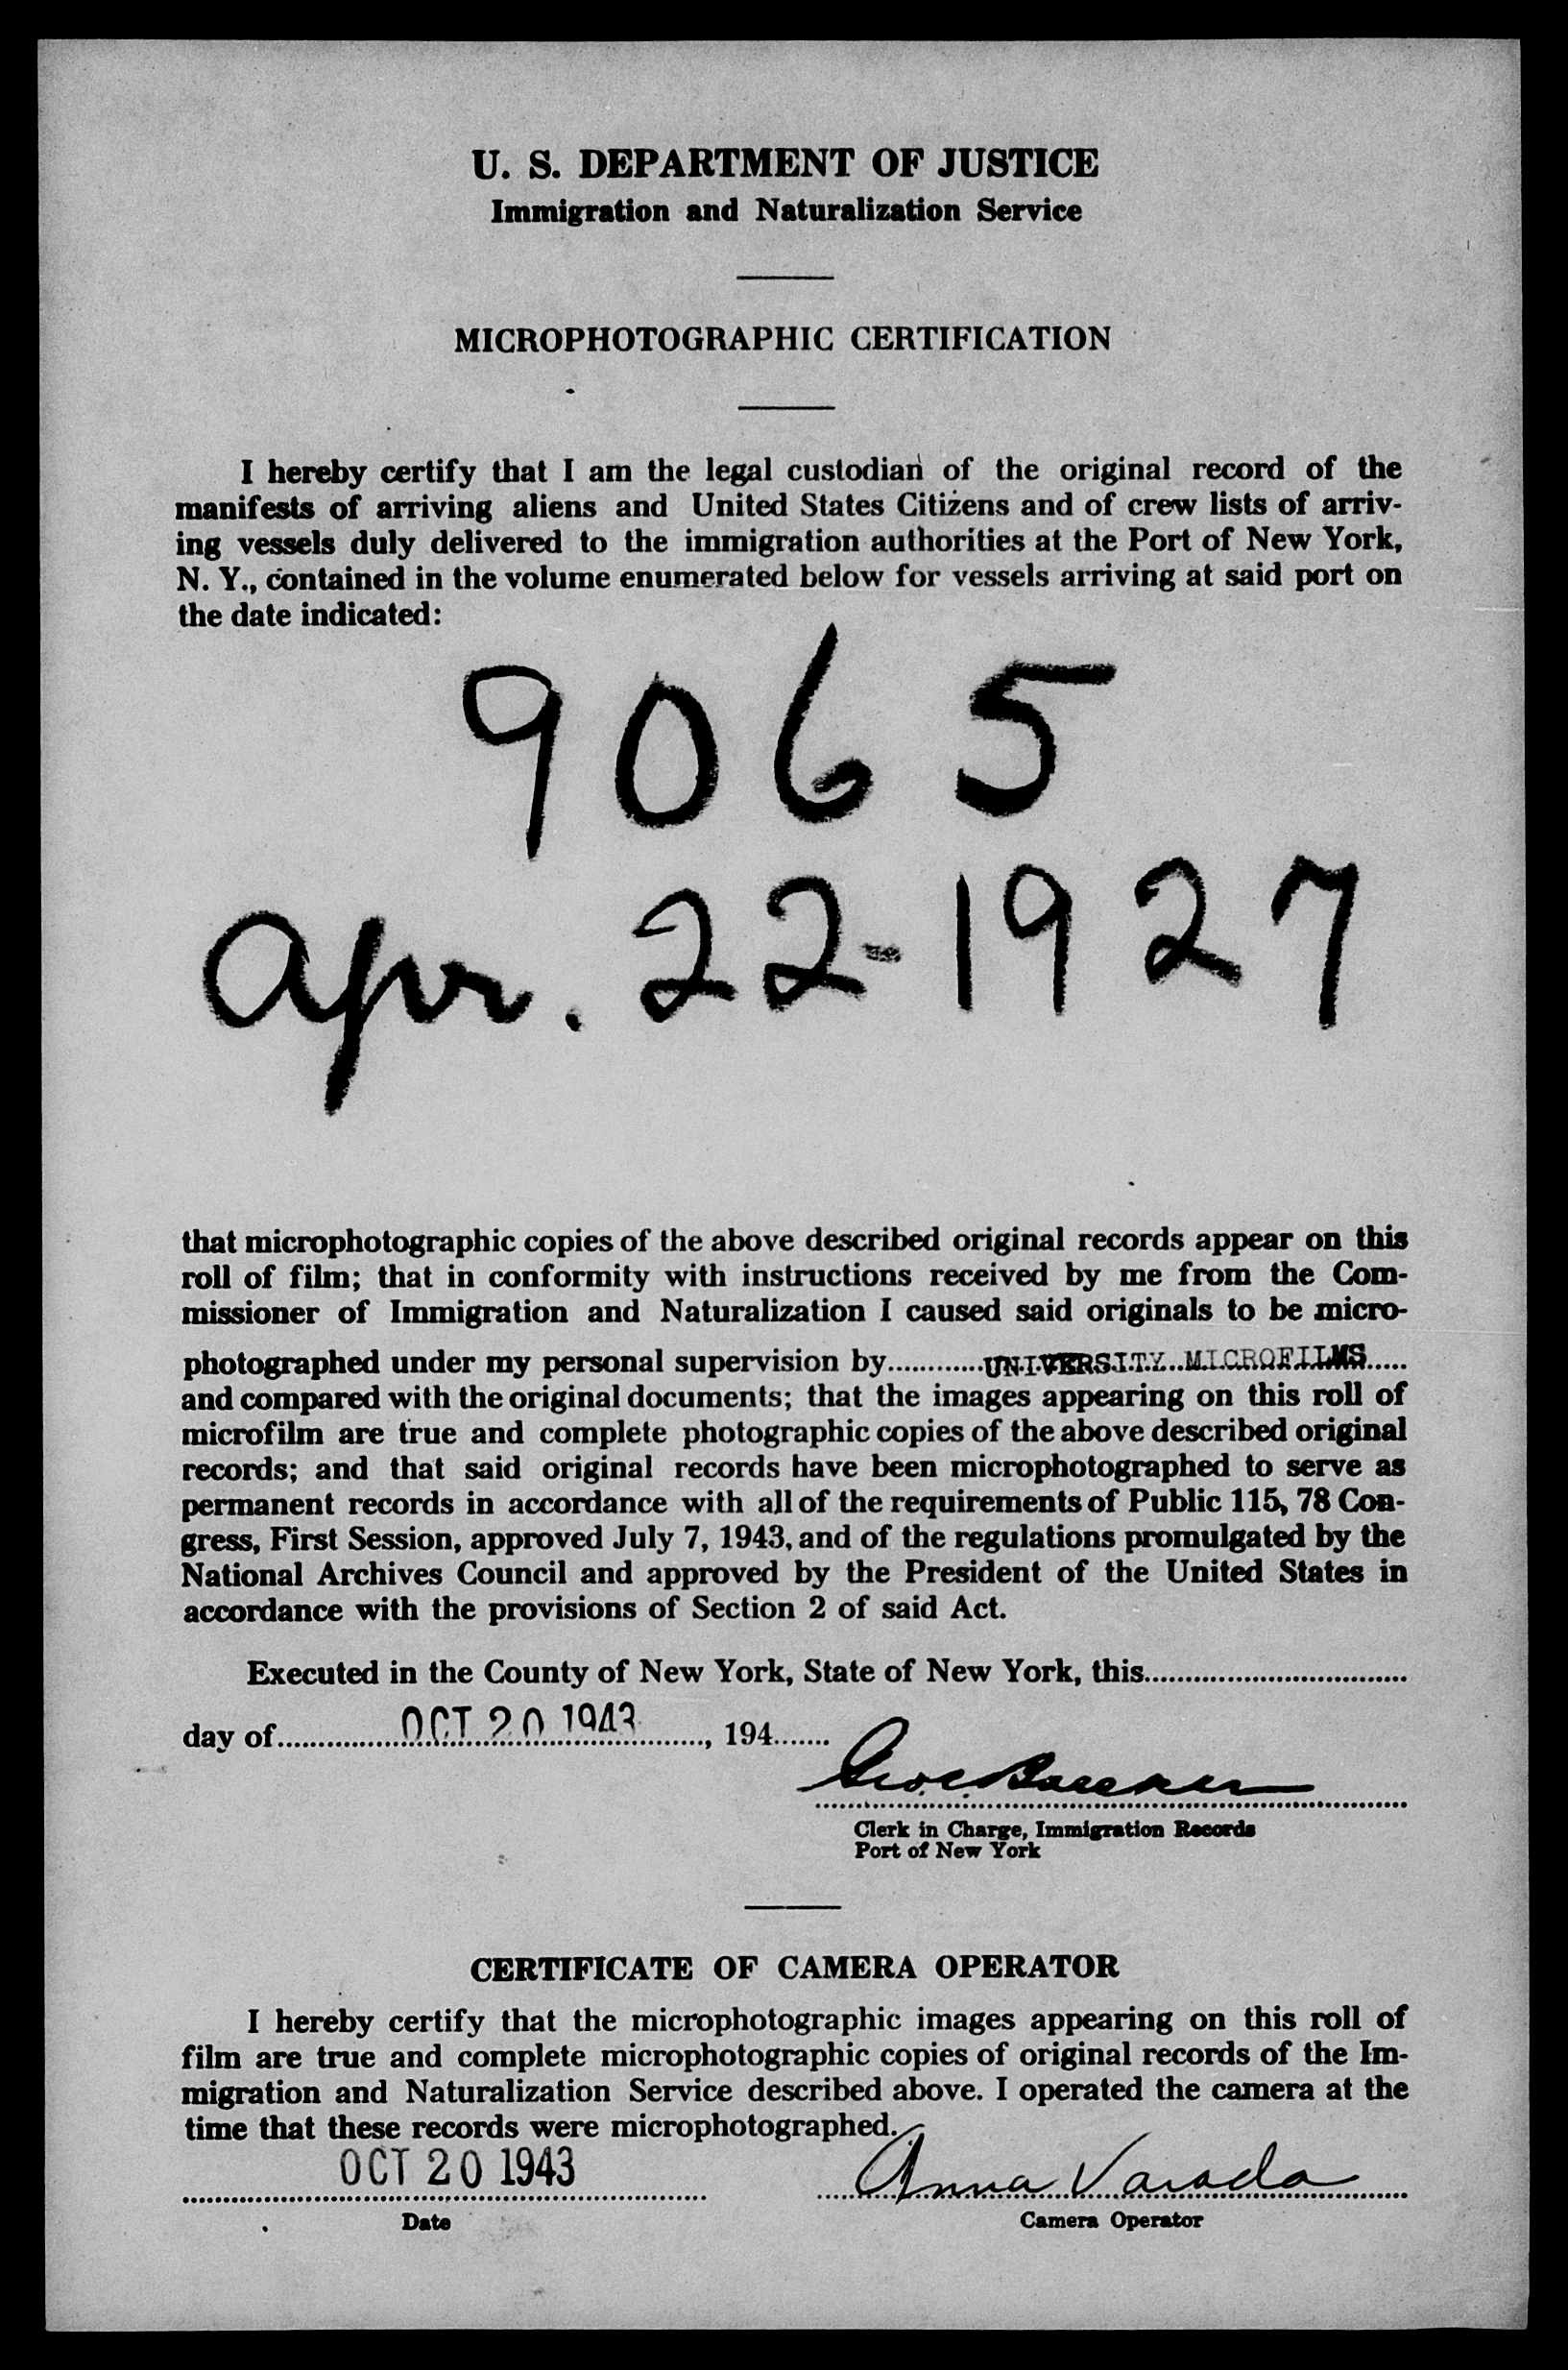 U. S. DEPARTMENT OF JUSTICE
Immigration and Naturalization Service
MICROPHOTOGRAPHIC CERTIFICATION
I hereby certify that I am the legal custodian of the original record of the
manifests of arriving aliens and United States Citizens and of crew lists of arriv-
ing vessels duly delivered to the immigration authorities at the Port of New York,
N. Y., contained in the volume enumerated below for vessels arriving at said port on
the date indicated:
9065
Apr. 22-1927
that microphotographic copies of the above described original records appear on this
roll of film; that in conformity with instructions received by me from the Com-
missioner of Immigration and Naturalization I caused said originals to be micro-
photographed under my personal supervision by............UNIVERSITY MICROFILMS.....
and compared with the original documents; that the images appearing on this roll of
microfilm are true and complete photographic copies of the above described original
records; and that said original records have been microphotographed to serve as
permanent records in accordance with all of the requirements of Public 115, 78 Con-
gress, First Session, approved July 7, 1943, and of the regulations promulgated by the
National Archives Council and approved by the President of the United States in
accordance with the provisions of Section 2 of said Act.
Executed in the County of New York, State of New York, this.................................
day of................OCT 20 1943........, 194.......
Clerk in Charge, Immigration Records
Port of New York
CERTIFICATE OF CAMERA OPERATOR
I hereby certify that the microphotographic images appearing on this roll of
film are true and complete microphotographic copies of original records of the Im-
migration and Naturalization Service described above. I operated the camera at the
time that these records were microphotographed.
OCT 20 1943 Anna Varada
Date Camera Operator